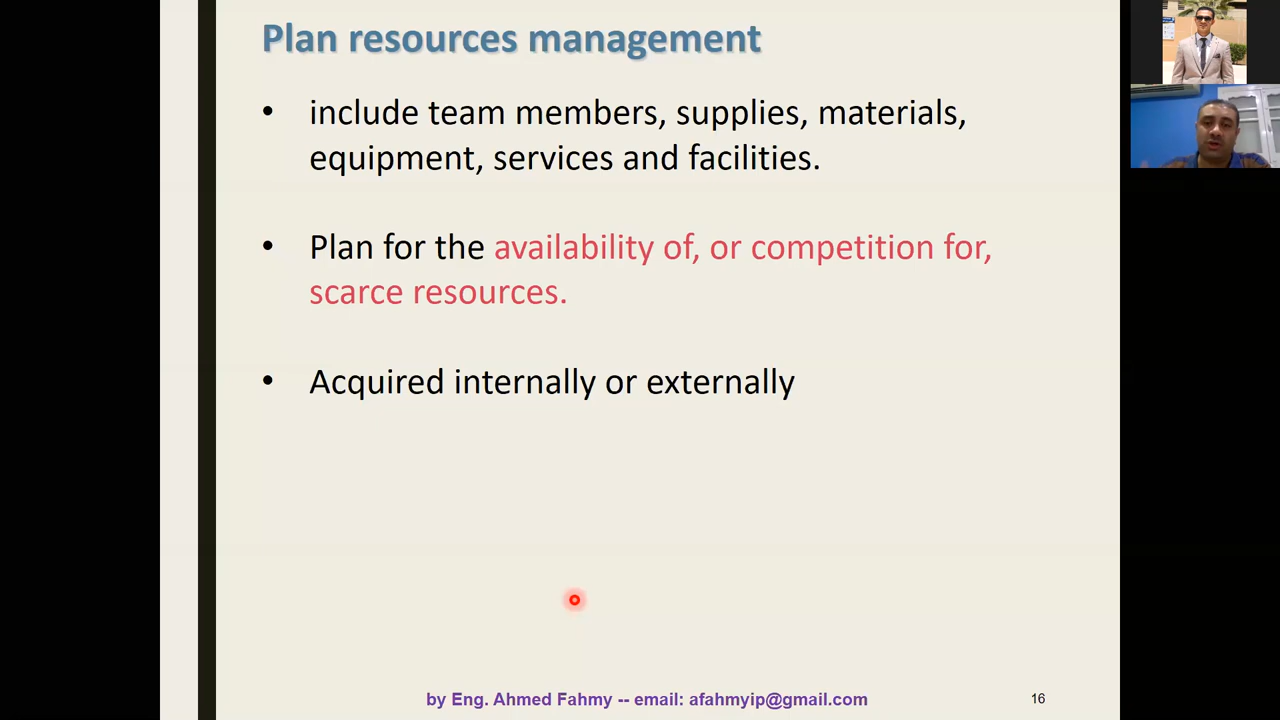 Plan resources management
• include team members, supplies, materials,
equipment, services and facilities.
• Plan for the availability of, or competition for,
scarce resources.
• Acquired internally or externally
by Eng. Ahmed Fahmy -- email: afahmyip@gmail.com
16